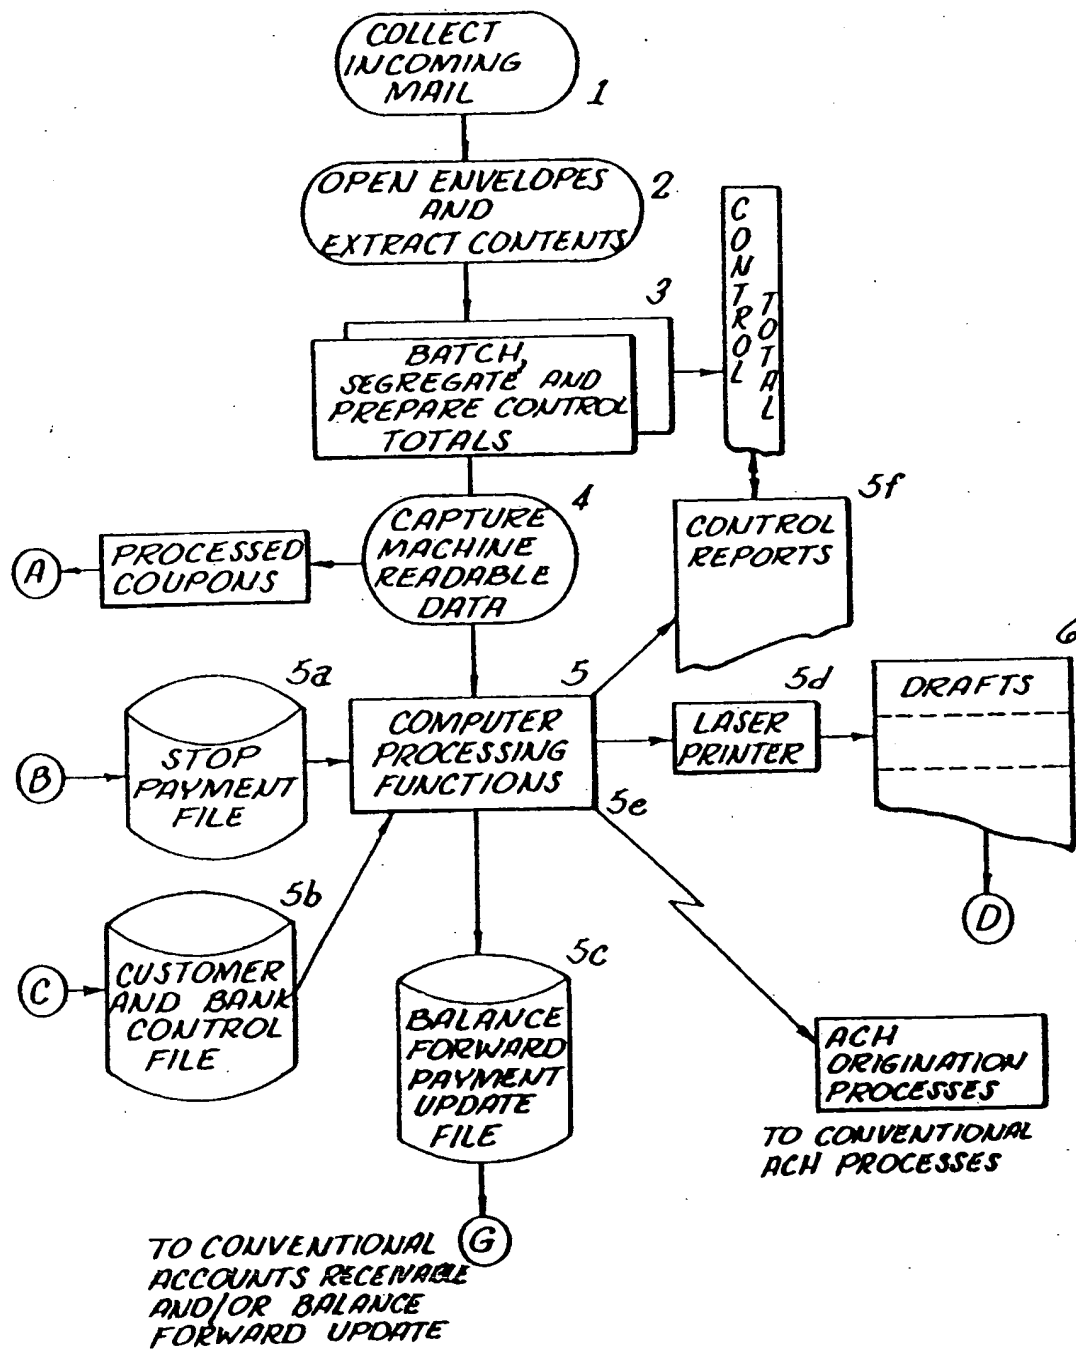 COLLECT
INCOMING
MAIL
1
OPEN ENVELOPES
AND
EXTRACT CONTENTS
2
3
BATCH,
SEGREGATE AND
PREPARE CONTROL
TOTALS
CONTROL
TOTAL
4
CAPTURE
MACHINE
READABLE
DATA
5f
CONTROL
REPORTS
A
PROCESSED
COUPONS
5a
STOP
PAYMENT
FILE
B
5
COMPUTER
PROCESSING
FUNCTIONS
5d
LASER
PRINTER
6
DRAFTS
D
5e
5b
CUSTOMER
AND BANK
CONTROL
FILE
C
5c
BALANCE
FORWARD
PAYMENT
UPDATE
FILE
ACH
ORIGINATION
PROCESSES
TO CONVENTIONAL
ACH PROCESSES
G
TO CONVENTIONAL
ACCOUNTS RECEIVABLE
AND/OR BALANCE
FORWARD UPDATE